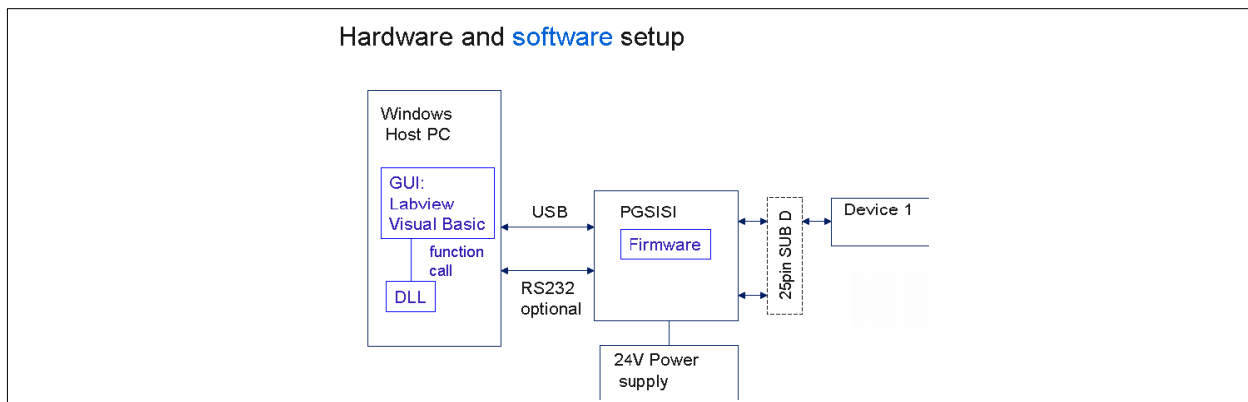 Hardware and software setup
Windows
Host PC
GUI:
Labview
Visual Basic
function
call
DLL
USB
RS232
optional
PGSISI
Firmware
24V Power
supply
25pin SUB D
Device 1